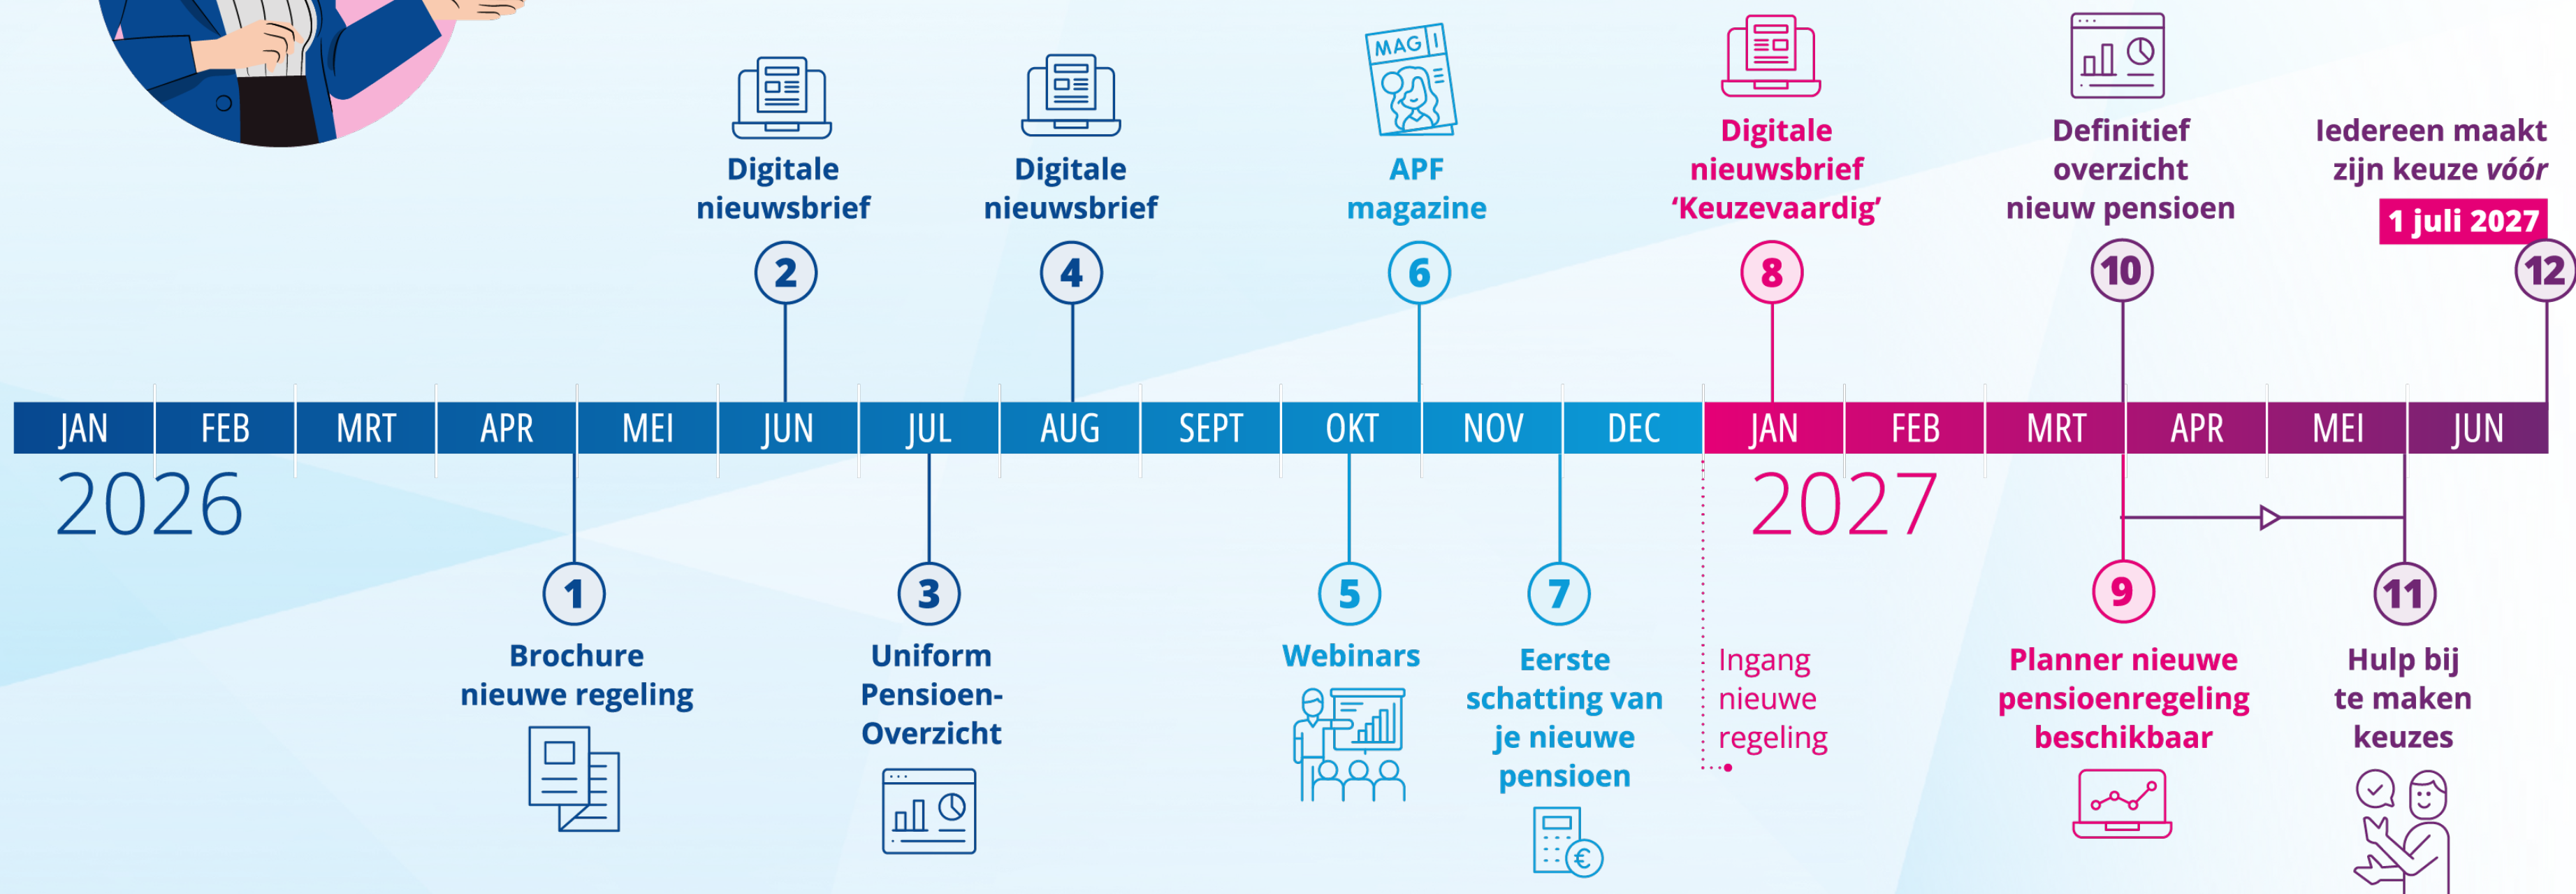 MAG
Digitale
nieuwsbrief
2
Digitale
nieuwsbrief
4
APF
magazine
6
Digitale
nieuwsbrief
‘Keuzevaardig’
8
Definitief
overzicht
nieuw pensioen
10
Iedereen maakt
zijn keuze vóór
1 juli 2027
12
JAN FEB MRT APR MEI JUN JUL AUG SEPT OKT NOV DEC JAN FEB MRT APR MEI JUN
2026
2027
1
Brochure
nieuwe regeling
3
Uniform
Pensioen-
Overzicht
5
Webinars
7
Eerste
schatting van
je nieuwe
pensioen
€
Ingang
nieuwe
regeling
9
Planner nieuwe
pensioenregeling
beschikbaar
11
Hulp bij
te maken
keuzes